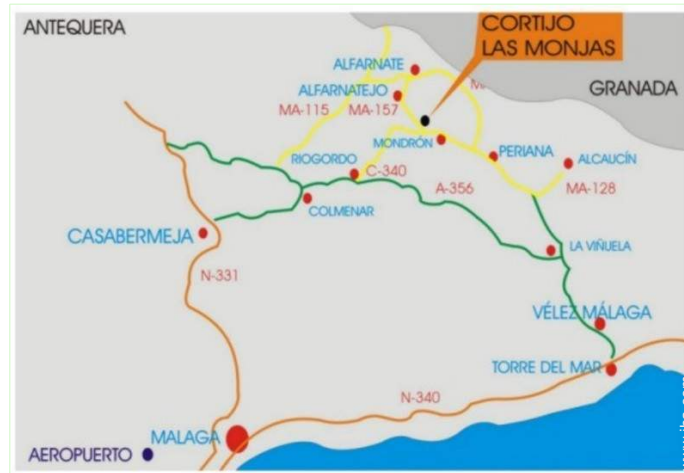 ANTEQUERA
CORTIJO
LAS MONJAS
ALFARNATE
GRANADA
ALFARNATEJO
MA-115
MA-157
MONDRÓN
PERIANA
RIOGORDO
ALCAUCÍN
C-340
A-356
MA-128
COLMENAR
CASABERMEJA
LA VIÑUELA
N-331
VÉLEZ MÁLAGA
TORRE DEL MAR
N-340
MALAGA
AEROPUERTO